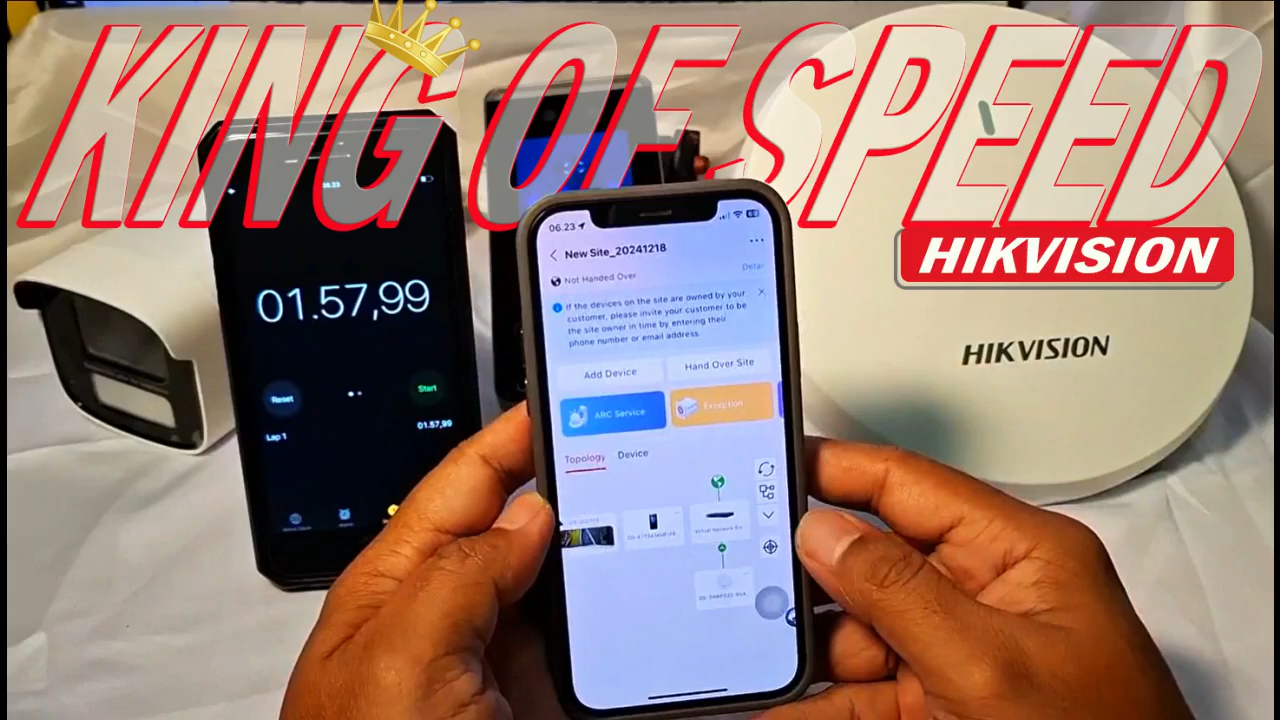 KING OF SPEED
HIKVISION
HIKVISION
06.23
01.57,99
Reset
Start
Lap 1
01.57,99
06.23
New Site_20241218
Not Handed Over
Detail
If the devices on the site are owned by your
customer, please invite your customer to be
the site owner in time by entering their
phone number or email address.
Add Device
Hand Over Site
ARC Service
Exception
Topology
Device